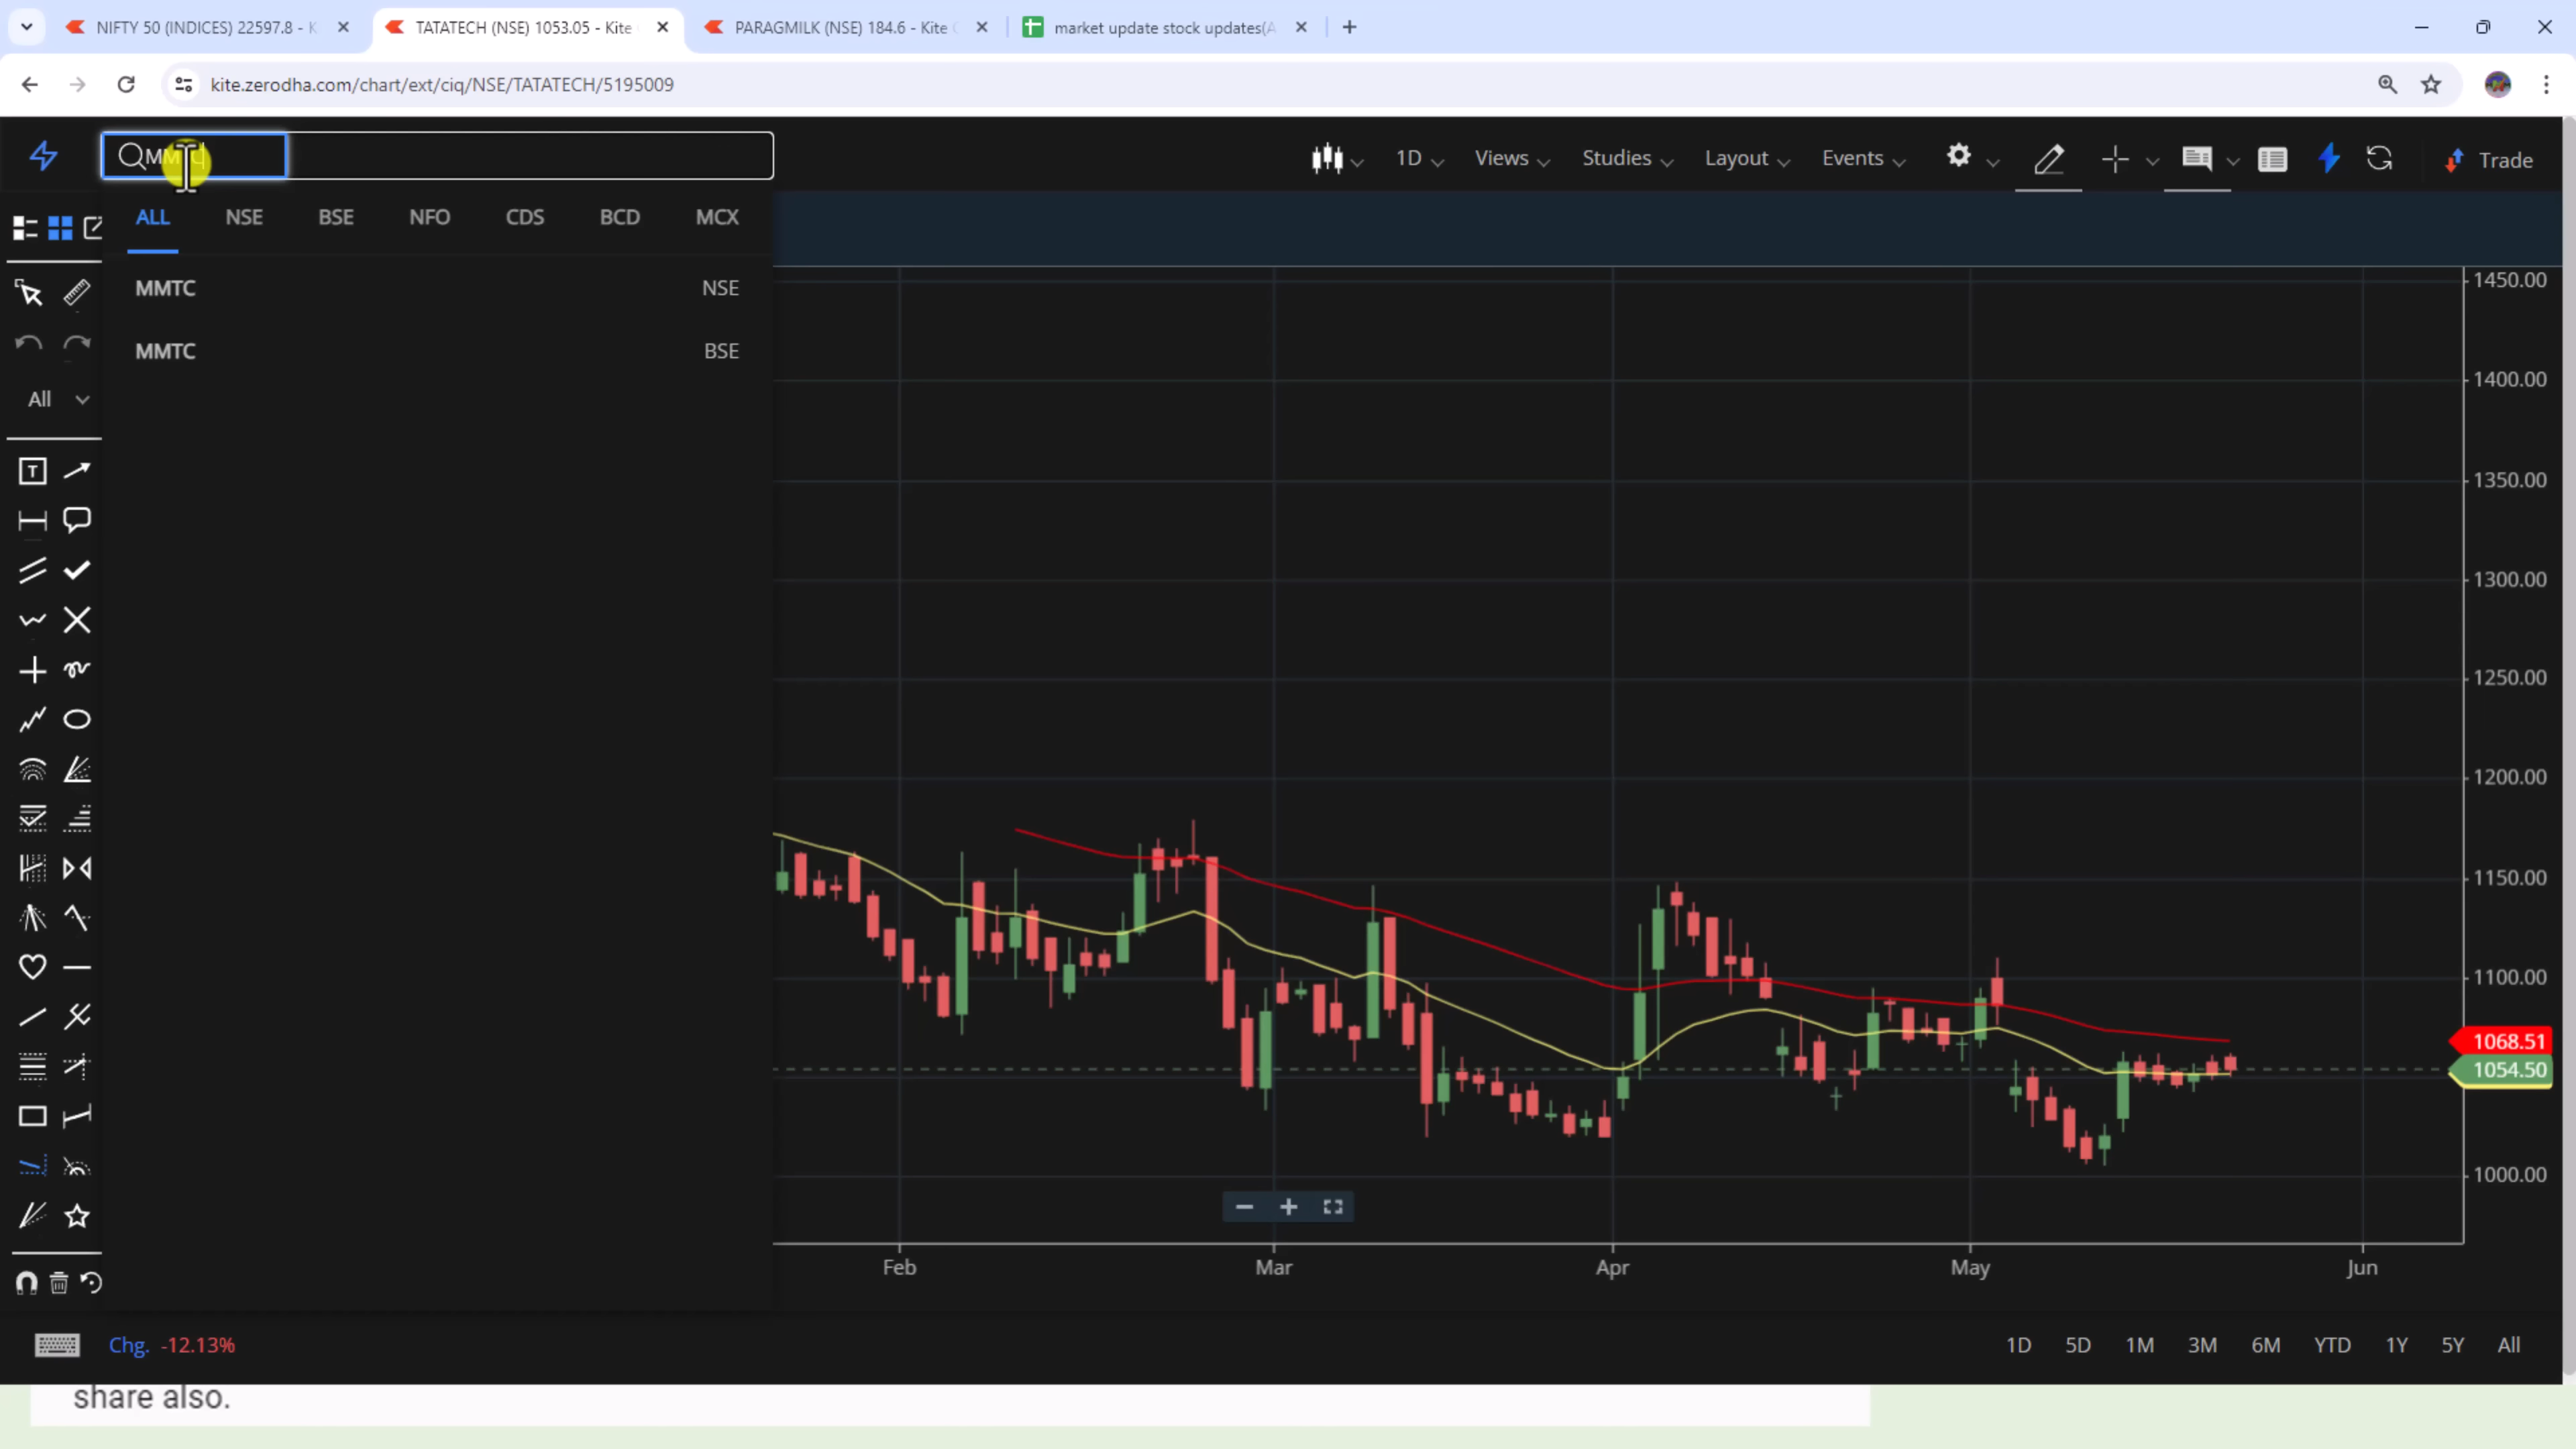 NIFTY 50 (INDICES) 22597.8 - K
TATATECH (NSE) 1053.05 - Kite
PARAGMILK (NSE) 184.6 - Kite C
market update stock updates(A
kite.zerodha.com/chart/ext/ciq/NSE/TATATECH/5195009
MMTC
1D Views Studies Layout Events Trade
ALL NSE BSE NFO CDS BCD MCX
MMTC NSE
MMTC BSE
All
T
1450.00
1400.00
1350.00
1300.00
1250.00
1200.00
1150.00
1100.00
1068.51
1054.50
1000.00
Feb Mar Apr May Jun
Chg. -12.13%
1D 5D 1M 3M 6M YTD 1Y 5Y All
share also.